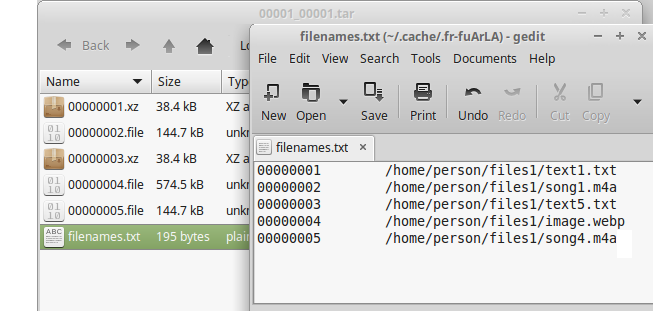 00001_00001.tar
Back
Lo
Name Size Type
00000001.xz 38.4 kB XZ a
00000002.file 144.7 kB unk
00000003.xz 38.4 kB XZ a
00000004.file 574.5 kB unk
00000005.file 144.7 kB unk
filenames.txt 195 bytes plai
filenames.txt (~/.cache/.fr-fuArLA) - gedit
File Edit View Search Tools Documents Help
New Open Save Print Undo Redo Cut Copy
filenames.txt ×
00000001 /home/person/files1/text1.txt
00000002 /home/person/files1/song1.m4a
00000003 /home/person/files1/text5.txt
00000004 /home/person/files1/image.webp
00000005 /home/person/files1/song4.m4a